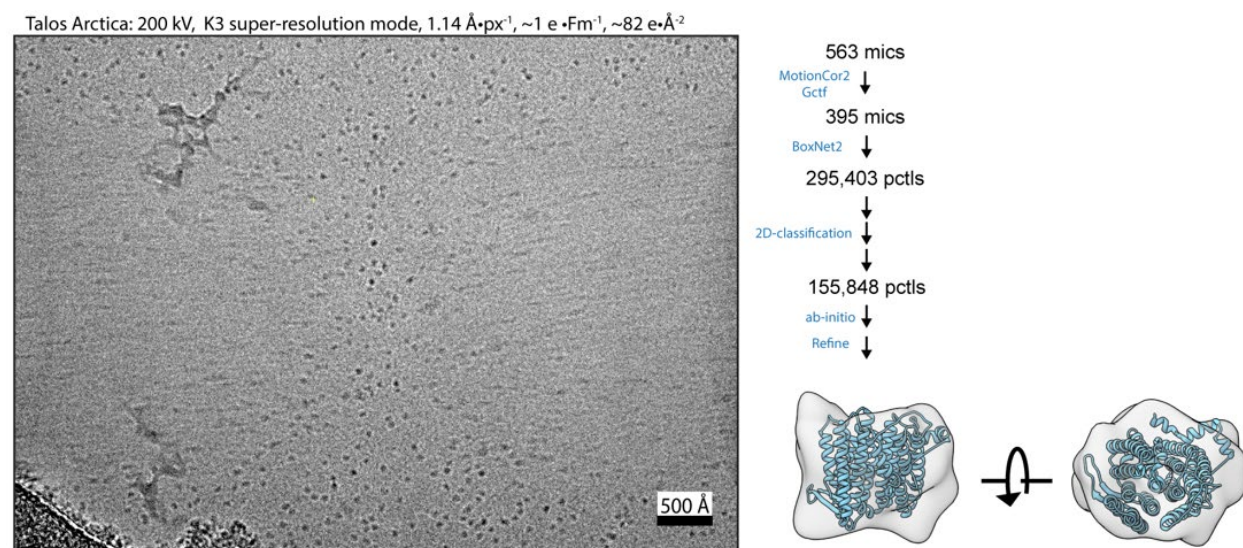 Talos Arctica: 200 kV, K3 super-resolution mode, 1.14 Å•px⁻¹, ~1 e •Fm⁻¹, ~82 e•Å⁻²
500 Å
563 mics
MotionCor2
Gctf
395 mics
BoxNet2
295,403 pctls
2D-classification
155,848 pctls
ab-initio
Refine